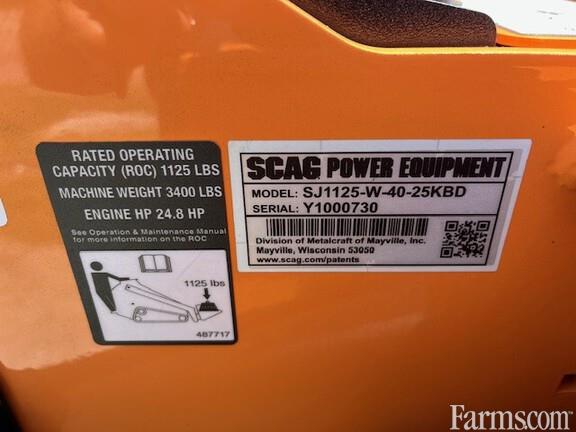 RATED OPERATING
CAPACITY (ROC) 1125 LBS
MACHINE WEIGHT 3400 LBS
ENGINE HP 24.8 HP
See Operation & Maintenance Manual
for more information on the ROC
1125 lbs
487717
SCAG POWER EQUIPMENT
MODEL: SJ1125-W-40-25KBD
SERIAL: Y1000730
Division of Metalcraft of Mayville, Inc.
Mayville, Wisconsin 53050
www.scag.com/patents
Farms.com